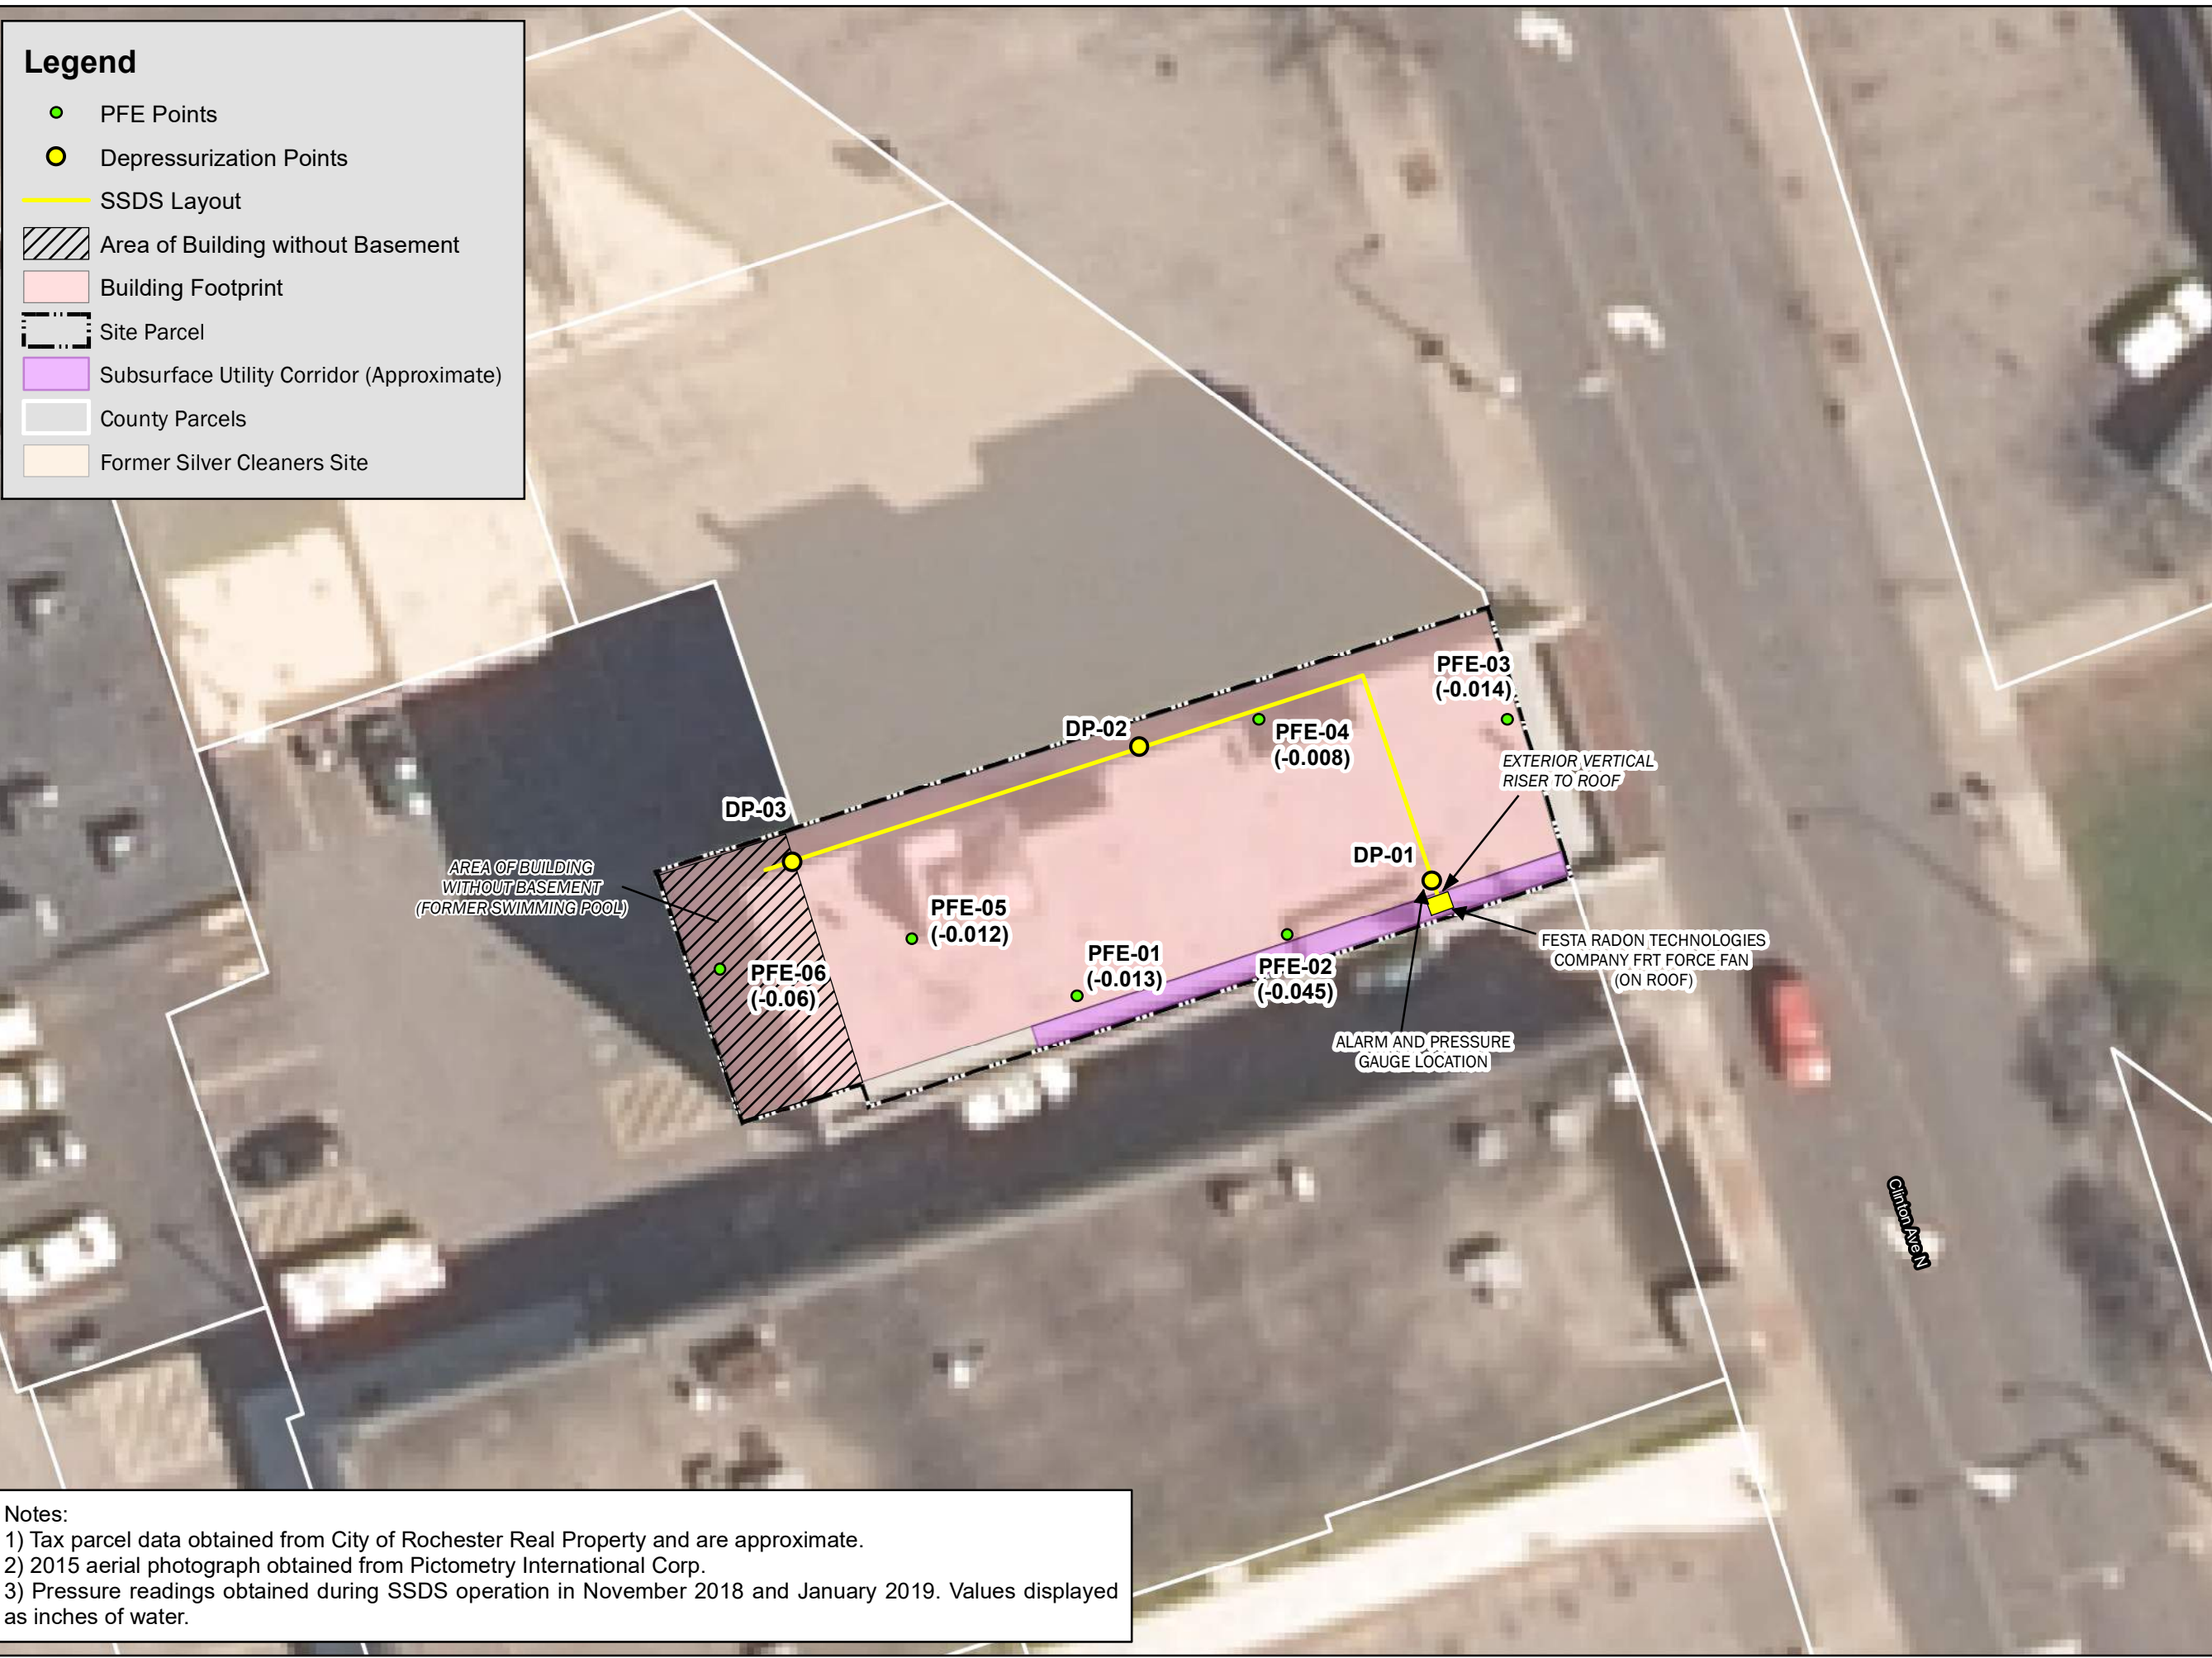 Legend
PFE Points
Depressurization Points
SSDS Layout
Area of Building without Basement
Building Footprint
Site Parcel
Subsurface Utility Corridor (Approximate)
County Parcels
Former Silver Cleaners Site
PFE-03
(-0.014)
DP-02
PFE-04
(-0.008)
EXTERIOR VERTICAL
RISER TO ROOF
DP-03
DP-01
AREA OF BUILDING
WITHOUT BASEMENT
(FORMER SWIMMING POOL)
PFE-05
(-0.012)
PFE-06
(-0.06)
PFE-01
(-0.013)
PFE-02
(-0.045)
FESTA RADON TECHNOLOGIES
COMPANY FRT FORCE FAN
(ON ROOF)
ALARM AND PRESSURE
GAUGE LOCATION
Clinton Ave N
Notes:
1) Tax parcel data obtained from City of Rochester Real Property and are approximate.
2) 2015 aerial photograph obtained from Pictometry International Corp.
3) Pressure readings obtained during SSDS operation in November 2018 and January 2019. Values displayed
as inches of water.